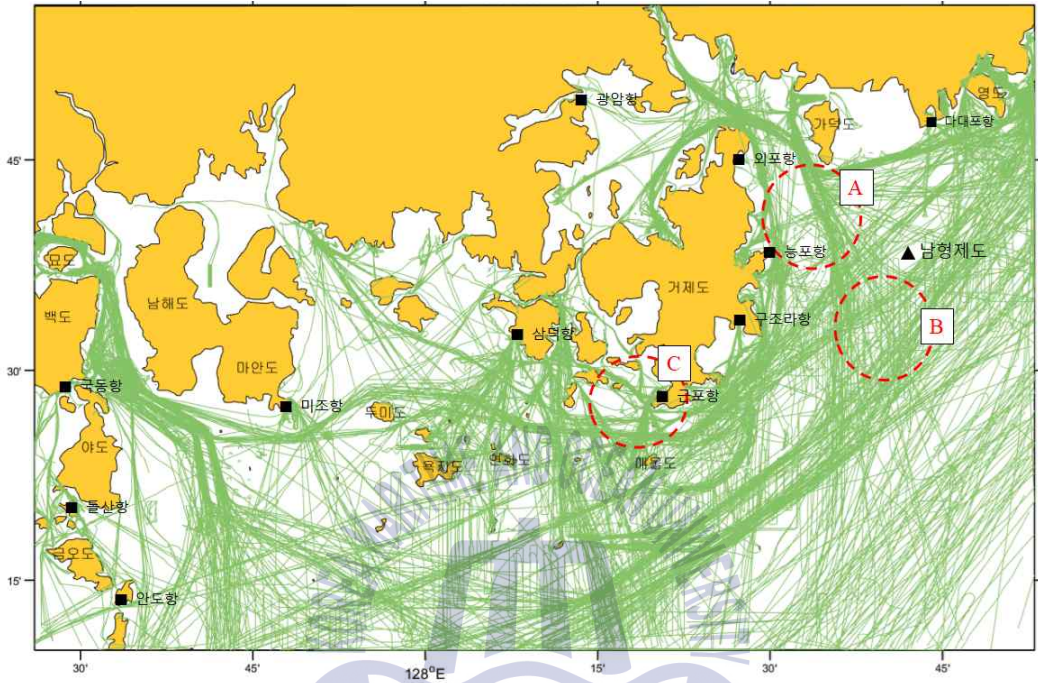 영도
광암항
가덕도
다대포항
45'
외포항
A
능포항
남형제도
묘도
남해도
거제도
백도
삼덕항
구조라항
B
마안도
C
30'
국동항
미조항
두미도
근포항
야도
욕지도
연화도
매물도
돌산항
금오도
15'
안도항
30'
45'
128°E
15'
30'
45'